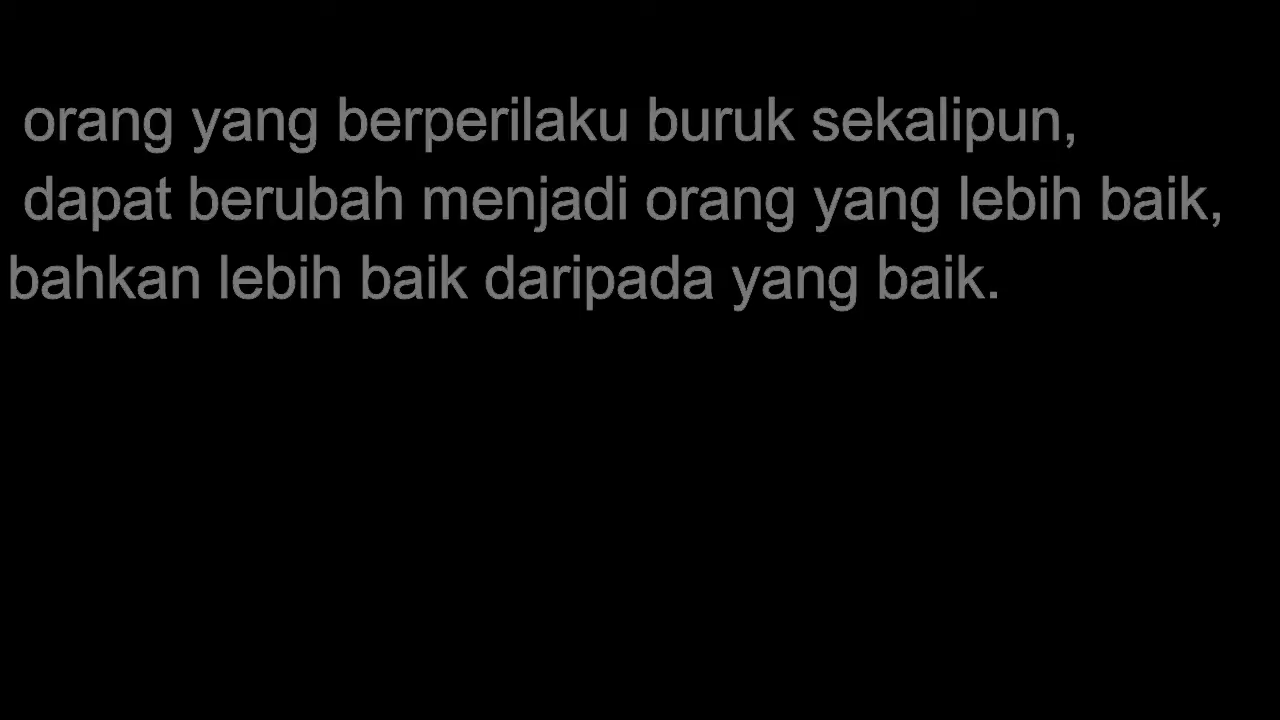 orang yang berperilaku buruk sekalipun,
dapat berubah menjadi orang yang lebih baik,
bahkan lebih baik daripada yang baik.